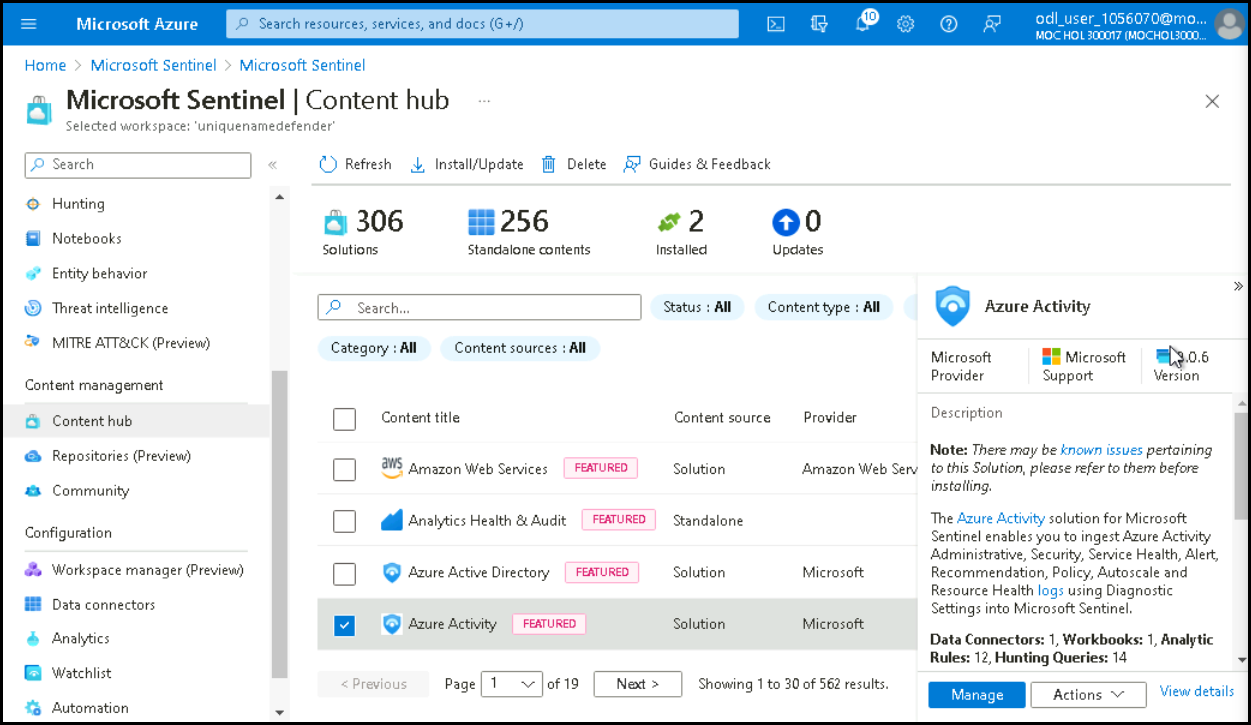 Microsoft Azure
Search resources, services, and docs (G+/)
10
odl_user_1056070@mo...
MOC HOL 300017 (MOCHOL3000...
Home > Microsoft Sentinel > Microsoft Sentinel
Microsoft Sentinel | Content hub ...
Selected workspace: 'uniquenamedefender'
Search
Hunting
Notebooks
Entity behavior
Threat intelligence
MITRE ATT&CK (Preview)
Content management
Content hub
Repositories (Preview)
Community
Configuration
Workspace manager (Preview)
Data connectors
Analytics
Watchlist
Automation
Refresh Install/Update Delete Guides & Feedback
306
Solutions
256
Standalone contents
2
Installed
0
Updates
Search...
Status : All
Content type : All
Category : All
Content sources : All
Content title Content source Provider
aws Amazon Web Services FEATURED Solution Amazon Web Serv
Analytics Health & Audit FEATURED Standalone
Azure Active Directory FEATURED Solution Microsoft
Azure Activity FEATURED Solution Microsoft
< Previous Page 1 of 19 Next > Showing 1 to 30 of 562 results.
Azure Activity
Microsoft
Provider
Microsoft
Support
.0.6
Version
Description
Note: There may be known issues pertaining
to this Solution, please refer to them before
installing.
The Azure Activity solution for Microsoft
Sentinel enables you to ingest Azure Activity
Administrative, Security, Service Health, Alert,
Recommendation, Policy, Autoscale and
Resource Health logs using Diagnostic
Settings into Microsoft Sentinel.
Data Connectors: 1, Workbooks: 1, Analytic
Rules: 12, Hunting Queries: 14
Manage Actions View details